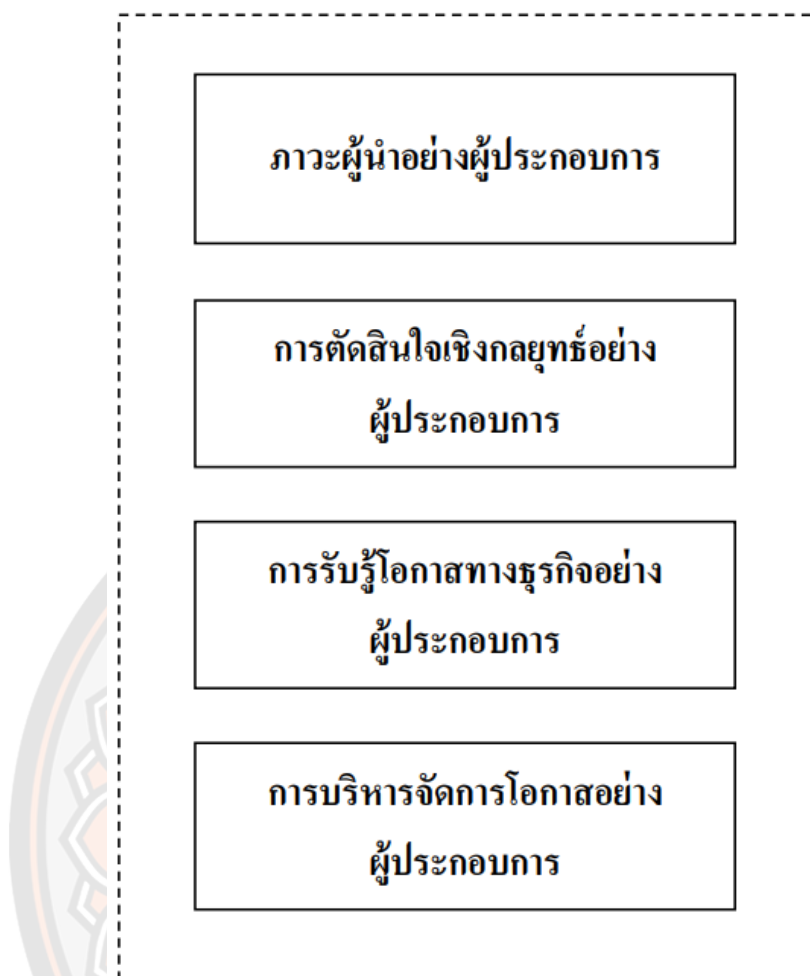 ภาวะผู้นำอย่างผู้ประกอบการ
การตัดสินใจเชิงกลยุทธ์อย่าง
ผู้ประกอบการ
การรับรู้โอกาสทางธุรกิจอย่าง
ผู้ประกอบการ
การบริหารจัดการโอกาสอย่าง
ผู้ประกอบการ